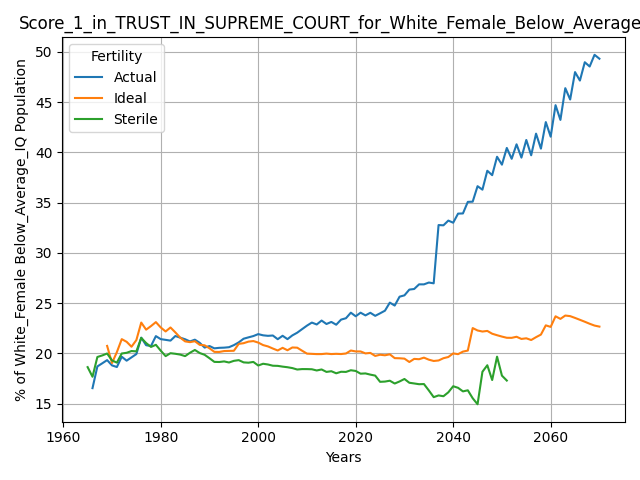 Score_1_in_TRUST_IN_SUPREME_COURT_for_White_Female_Below_Average
Fertility
Actual
Ideal
Sterile
% of White_Female Below_Average_IQ Population
50
45
40
35
30
25
20
15
1960 1980 2000 2020 2040 2060
Years